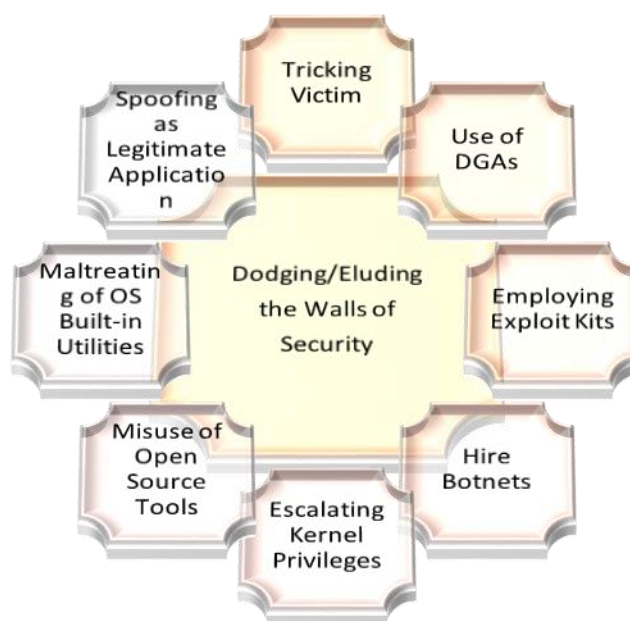 Tricking
Victim
Spoofing
as
Legitimate
Applicatio
n
Use of
DGAs
Dodging/Eluding
the Walls of
Security
Maltreatin
g of OS
Built-in
Utilities
Employing
Exploit Kits
Misuse of
Open
Source
Tools
Hire
Botnets
Escalating
Kernel
Privileges